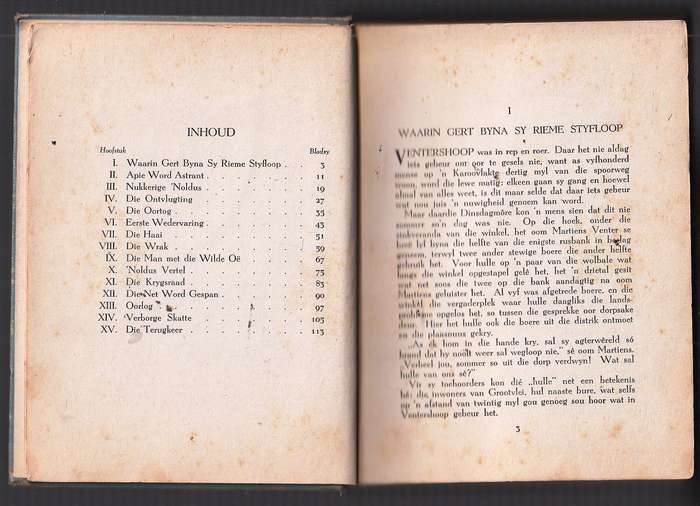 INHOUD
Hoofstuk Bladsy
I. Waarin Gert Byna Sy Rieme Styfloop . 3
II. Apie Word Astrant . . . . . . . 11
III. Nukkerige 'Noldus . . . . . . . 19
IV. Die Ontvlugting . . . . . . . 27
V. Die Oortog . . . . . . . . 35
VI. Eerste Wedervaring . . . . . . . 43
VII. Die Haai . . . . . . . . 51
VIII. Die Wrak . . . . . . . . 59
IX. Die Man met die Wilde Oë . . . . 67
X. 'Noldus Vertel . . . . . . . 75
XI. Die Krygsraad . . . . . . . 83
XII. Die Net Word Gespan . . . . . 90
XIII. Oorlog . . . . . . . . 97
XIV. Verborge Skatte . . . . . . 105
XV. Die Terugkeer . . . . . . . 113
I
WAARIN GERT BYNA SY RIEME STYFLOOP
VENTERSHOOP was in rep en roer. Daar het nie aldag
iets gebeur om oor te gesels nie, want as vyfhonderd
mense op 'n Karoovlakte dertig myl van die spoorweg
woon, word die lewe matig: elkeen gaan sy gang en hoewel
almal van alles weet, is dit maar selde dat daar iets gebeur
wat nou juis 'n nuwigheid genoem kan word.
Maar daardie Dinsdagmôre kon 'n mens sien dat dit nie
sommer so'n dag was nie. Op die hoek, onder die
stinkveranda van die winkel, het oom Martiens Venter se
lyf byna die helfte van die enigste rusbank in beslag
geneem, terwyl twee ander stewige boere die ander helfte
gebruik het. Voor hulle op 'n paar van die wolbale wat
langs die winkel opgestapel gelê het, het 'n drietal gesit
wat net soos die twee op die bank aandagtig na oom
Martiens geluister het. Al vyf was afgetrede boere, en die
winkel die vergaderplek waar hulle daagliks die lands-
probleme opgelos het, so tussen die gesprekke oor dorpsake
deur. Hier het hulle ook die boere uit die distrik ontmoet
en die plaasnuus gekry.
„As ek hom in die hande kry, sal sy agterwêreld só
brand dat hy nooit weer sal wegloop nie," sê oom Martiens.
„Verbeel jou, sommer so uit die dorp verdwyn! Wat sal
hulle van ons sê?"
Vir sy toehoorders kon dié „hulle" net een betekenis
hê: die inwoners van Grootvlei, hul naaste bure, wat selfs
op 'n afstand van twintig myl gou genoeg sou hoor wat in
Ventershoop gebeur het.
3